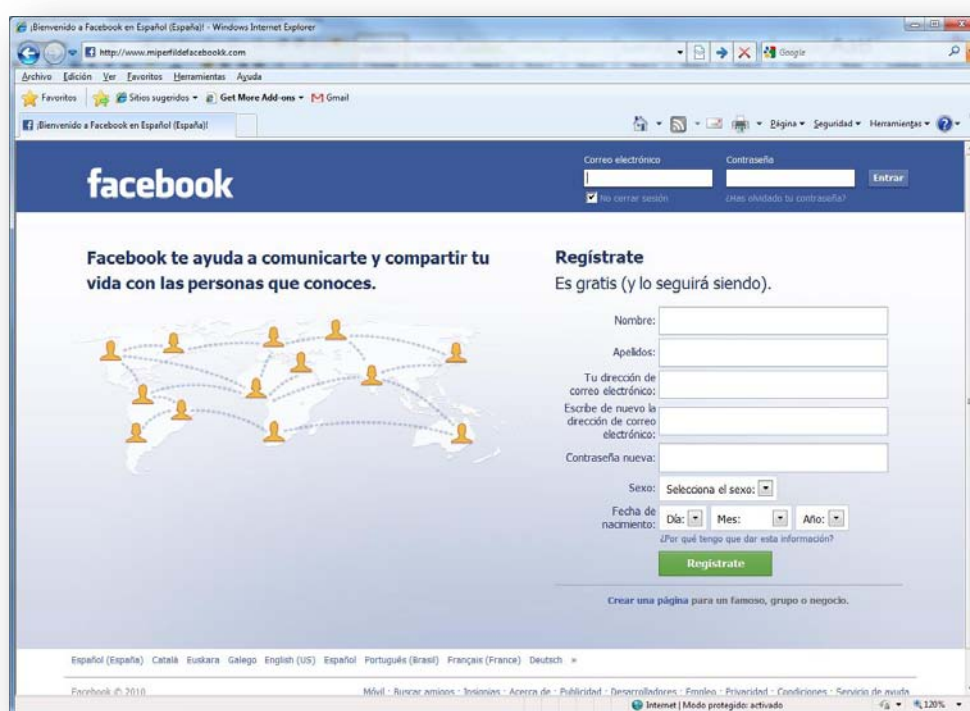 ¡Bienvenido a Facebook en Español (España)! - Windows Internet Explorer
http://www.miperfildefacebookk.com
Google
Archivo Edición Ver Favoritos Herramientas Ayuda
Favoritos Sitios sugeridos Get More Add-ons Gmail
¡Bienvenido a Facebook en Español (España)!
Página Seguridad Herramientas
Correo electrónico Contraseña
facebook
Entrar
No cerrar sesión ¿Has olvidado tu contraseña?
Facebook te ayuda a comunicarte y compartir tu
vida con las personas que conoces.
Regístrate
Es gratis (y lo seguirá siendo).
Nombre:
Apelidos:
Tu dirección de
correo electrónico:
Escribe de nuevo la
dirección de correo
electrónico:
Contraseña nueva:
Sexo: Selecciona el sexo:
Fecha de
nacimiento:
Día: Mes: Año:
¿Por qué tengo que dar esta información?
Regístrate
Crear una página para un famoso, grupo o negocio.
Español (España) Català Euskara Galego English (US) Español Português (Brasil) Français (France) Deutsch »
Facebook © 2010
Móvil · Buscar amigos · Insignias · Acerca de · Publicidad · Desarrolladores · Empleo · Privacidad · Condiciones · Servicio de ayuda
Internet | Modo protegido: activado
120%